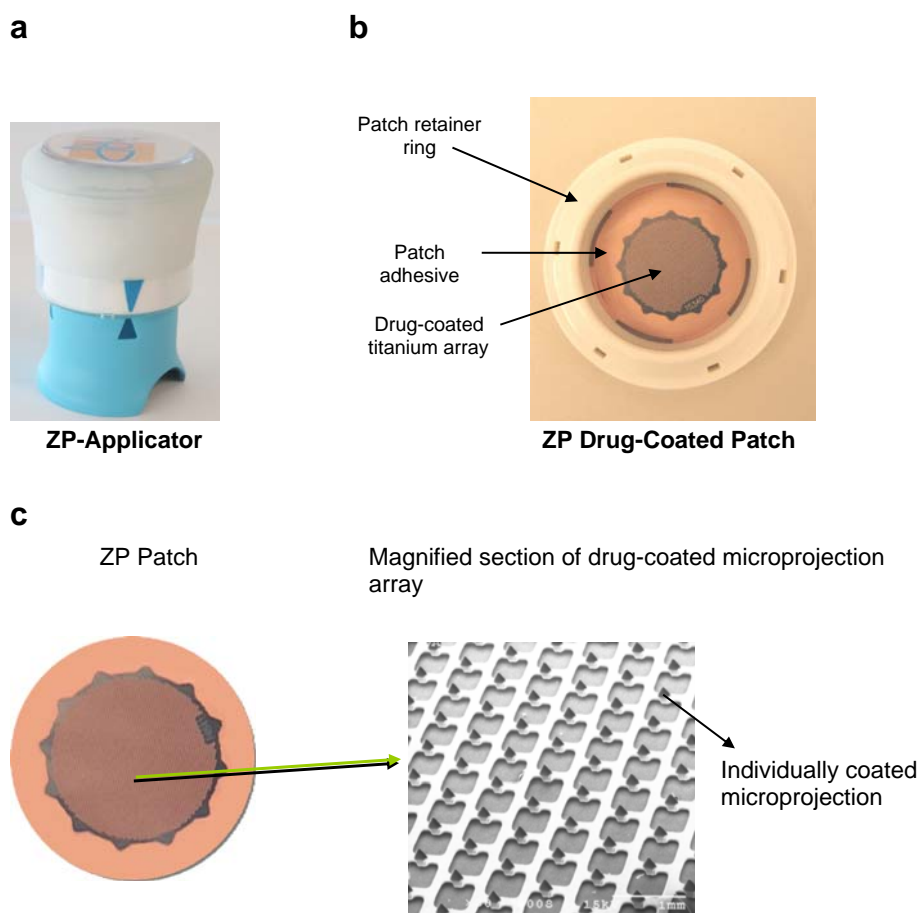 a
b
Patch retainer
ring
Patch
adhesive
Drug-coated
titanium array
ZP-Applicator
ZP Drug-Coated Patch
c
ZP Patch
Magnified section of drug-coated microprojection
array
Individually coated
microprojection
1mm